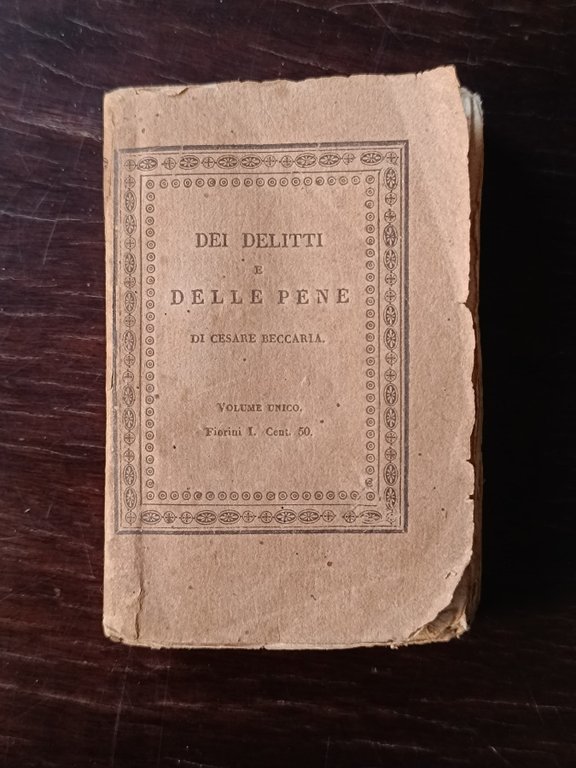 DEI DELITTI
E
DELLE PENE
DI CESARE BECCARIA.
VOLUME UNICO.
Fiorini I. Cent. 50.